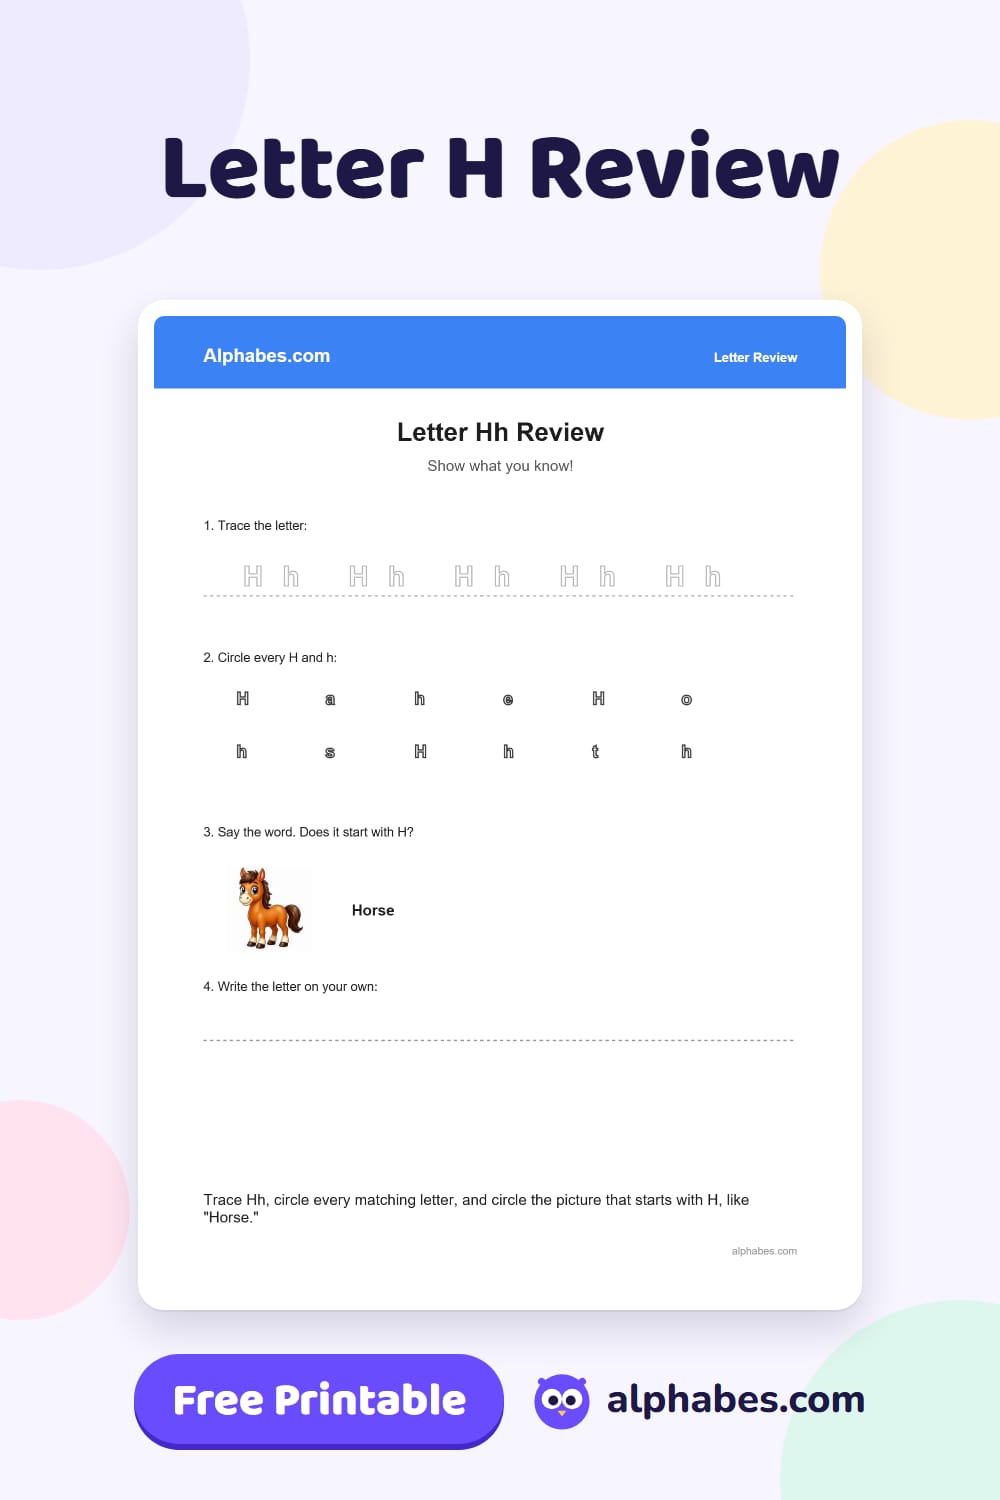 Letter H Review
Alphabes.com
Letter Review
Letter Hh Review
Show what you know!
1. Trace the letter:
H h H h H h H h H h
2. Circle every H and h:
H a h e H o
h s H h t h
3. Say the word. Does it start with H?
Horse
4. Write the letter on your own:
Trace Hh, circle every matching letter, and circle the picture that starts with H, like
"Horse."
alphabes.com
Free Printable
alphabes.com